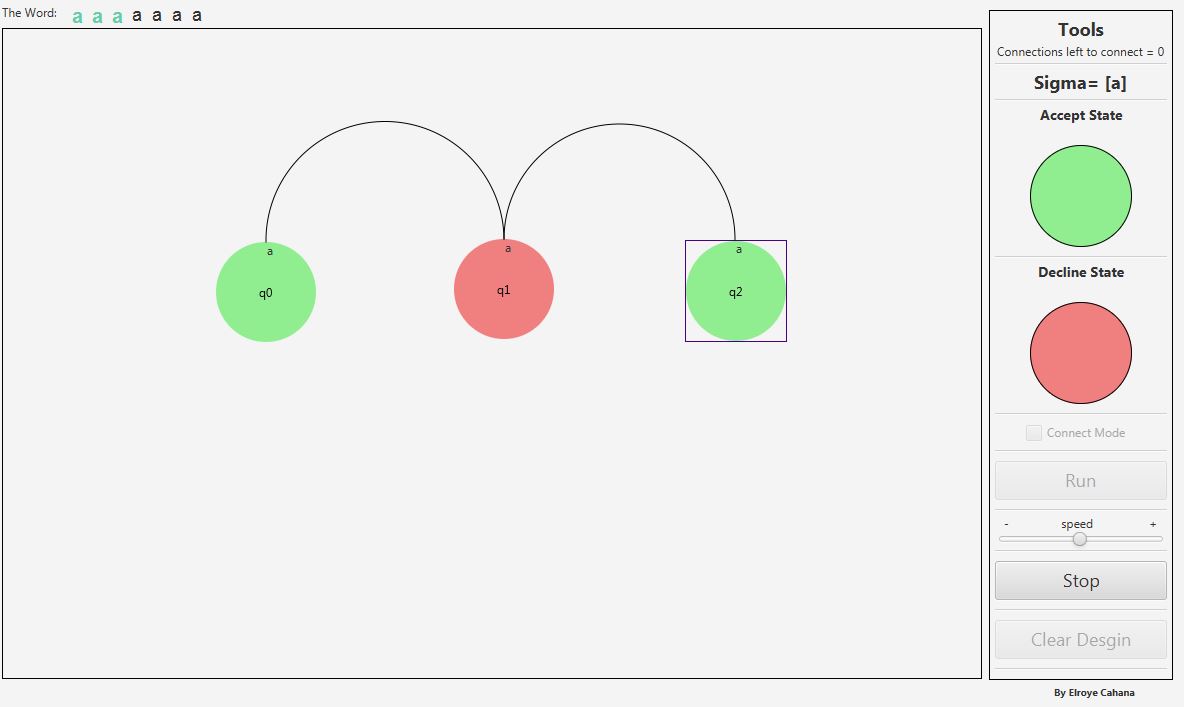 The Word: a a a a a a a
a
a
a
q0
q1
q2
Tools
Connections left to connect = 0
Sigma= [a]
Accept State
Decline State
Connect Mode
Run
- speed +
Stop
Clear Desgin
By Elroye Cahana